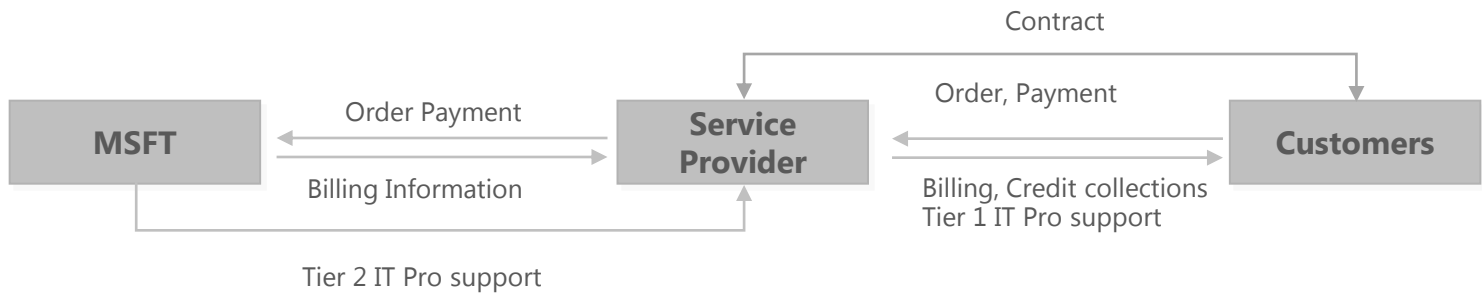 Contract
Order Payment
Order, Payment
MSFT
Service
Provider
Customers
Billing Information
Billing, Credit collections
Tier 1 IT Pro support
Tier 2 IT Pro support